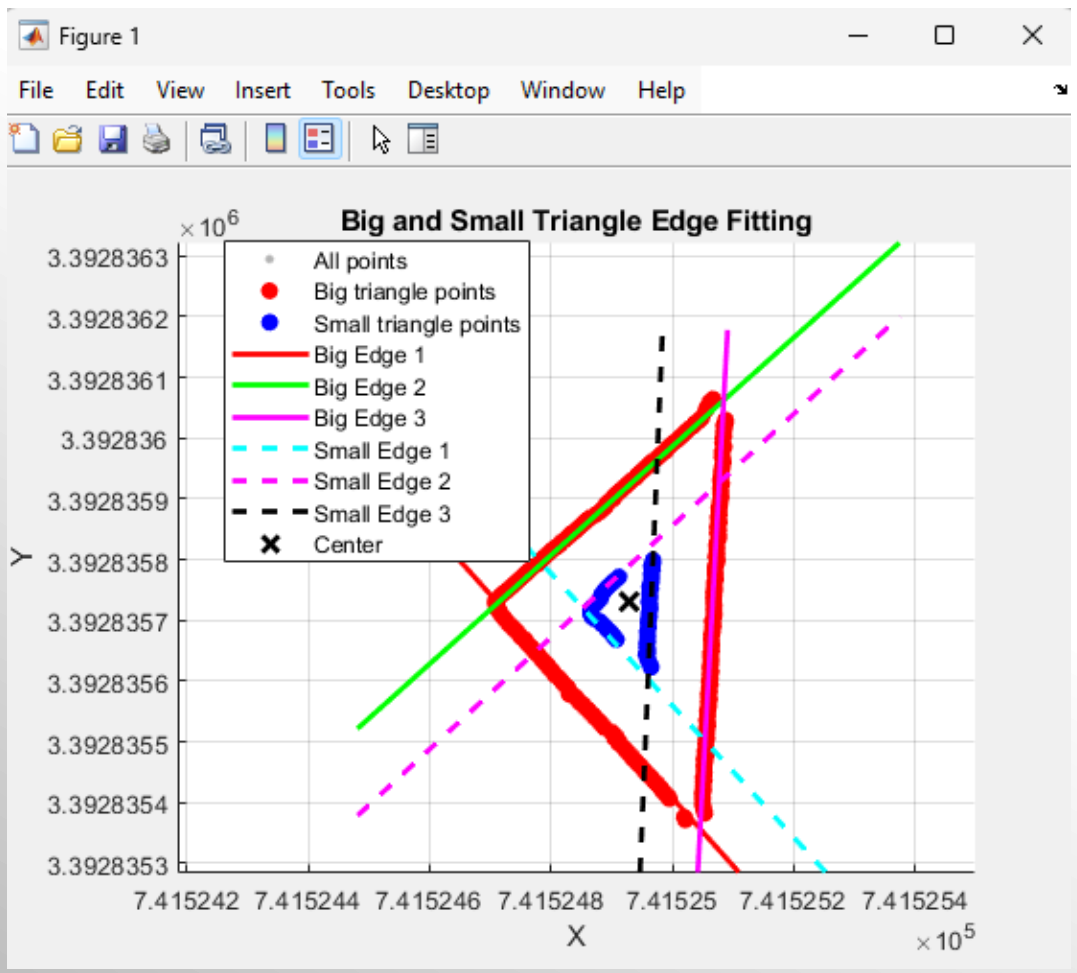 Figure 1
File Edit View Insert Tools Desktop Window Help
Big and Small Triangle Edge Fitting
×10^6
All points
Big triangle points
Small triangle points
Big Edge 1
Big Edge 2
Big Edge 3
Small Edge 1
Small Edge 2
Small Edge 3
Center
3.3928363
3.3928362
3.3928361
3.392836
3.3928359
3.3928358
3.3928357
3.3928356
3.3928355
3.3928354
3.3928353
Y
7.415242 7.415244 7.415246 7.415248 7.41525 7.415252 7.415254
X
×10^5